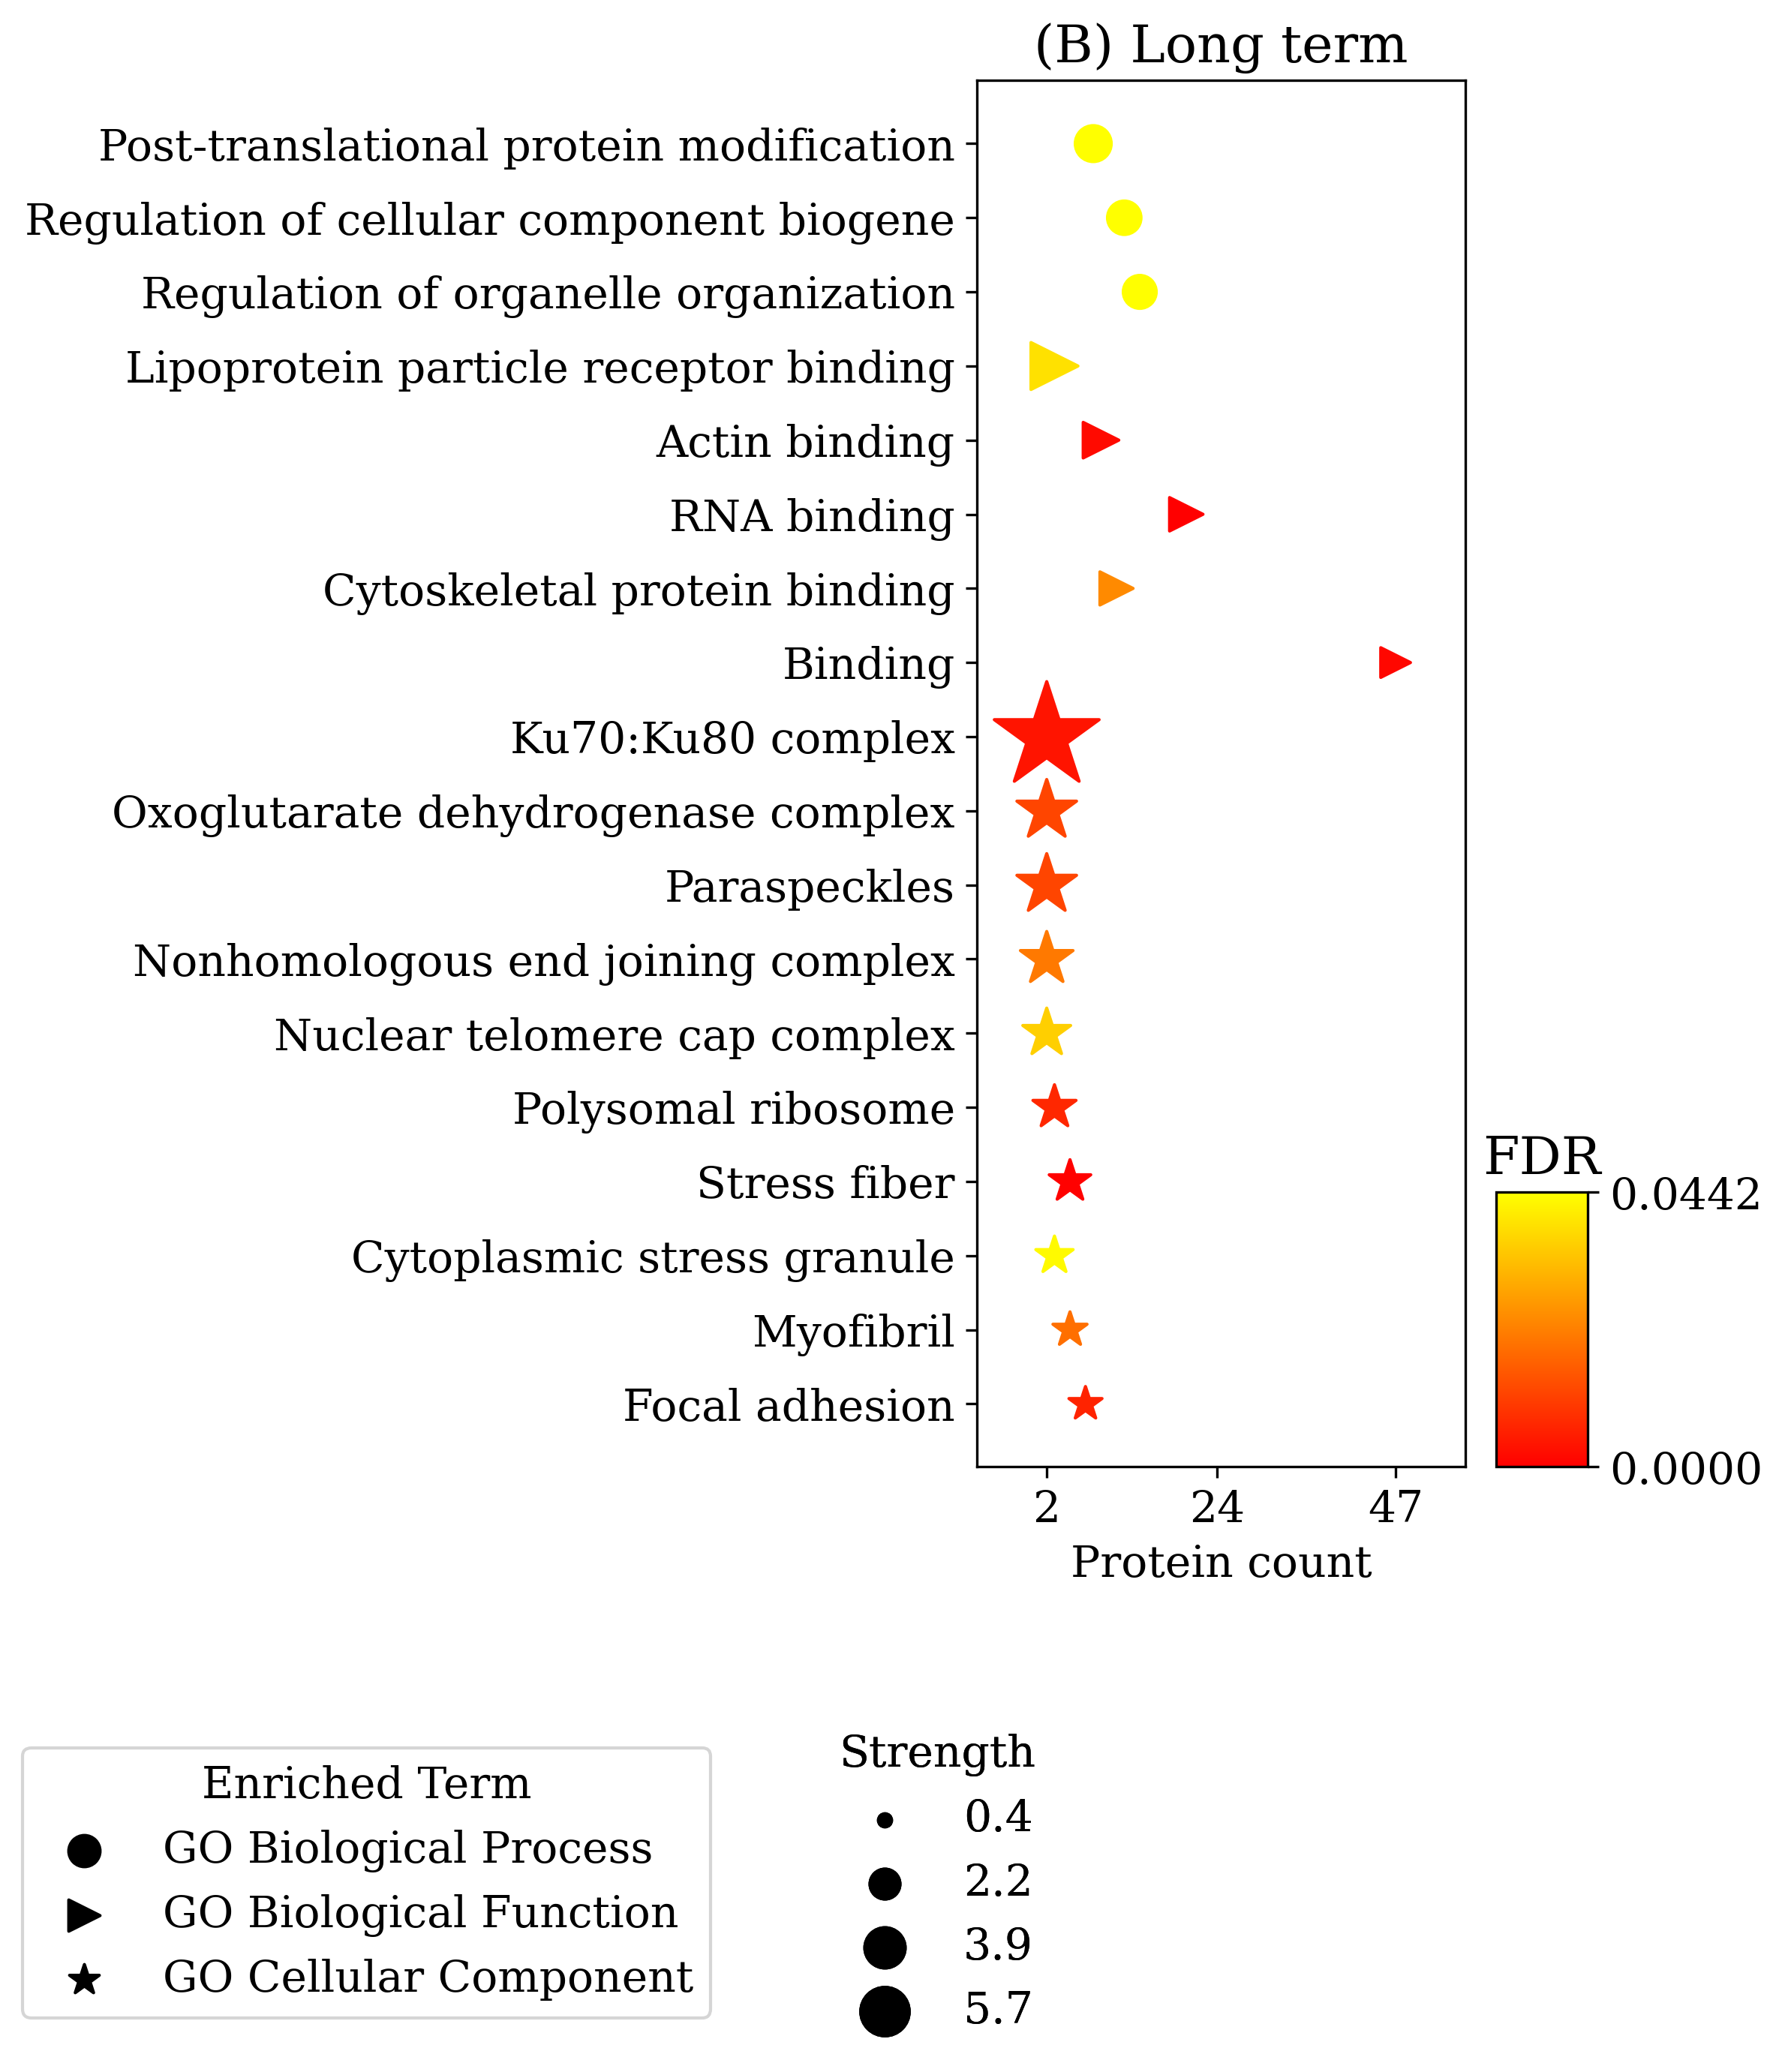 (B) Long term
Post-translational protein modification
Regulation of cellular component biogene
Regulation of organelle organization
Lipoprotein particle receptor binding
Actin binding
RNA binding
Cytoskeletal protein binding
Binding
Ku70:Ku80 complex
Oxoglutarate dehydrogenase complex
Paraspeckles
Nonhomologous end joining complex
Nuclear telomere cap complex
Polysomal ribosome
Stress fiber
Cytoplasmic stress granule
Myofibril
Focal adhesion
2 24 47
Protein count
FDR
0.0442
0.0000
Enriched Term
GO Biological Process
GO Biological Function
GO Cellular Component
Strength
0.4
2.2
3.9
5.7